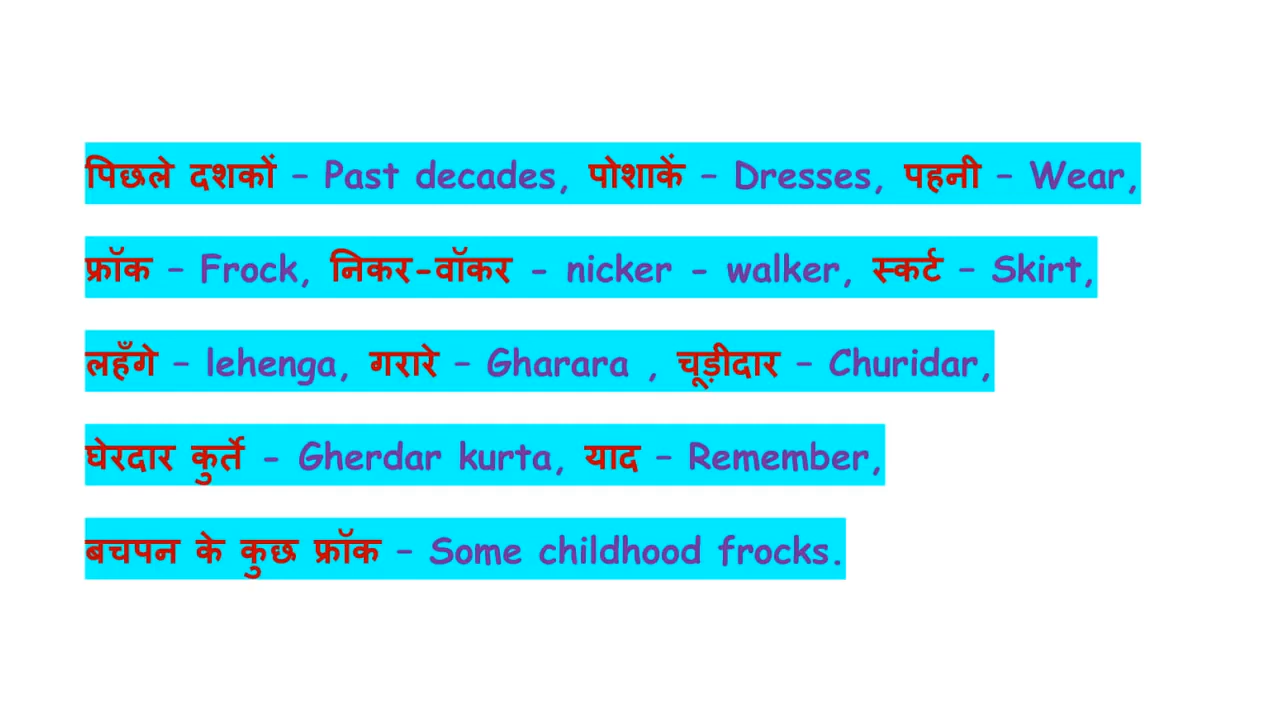 पिछले दशकों – Past decades, पोशाकें – Dresses, पहनी – Wear,
फ्रॉक – Frock, निकर-वॉकर - nicker - walker, स्कर्ट – Skirt,
लहँगे – lehenga, गरारे – Gharara , चूड़ीदार – Churidar,
घेरदार कुर्ते - Gherdar kurta, याद – Remember,
बचपन के कुछ फ्रॉक – Some childhood frocks.